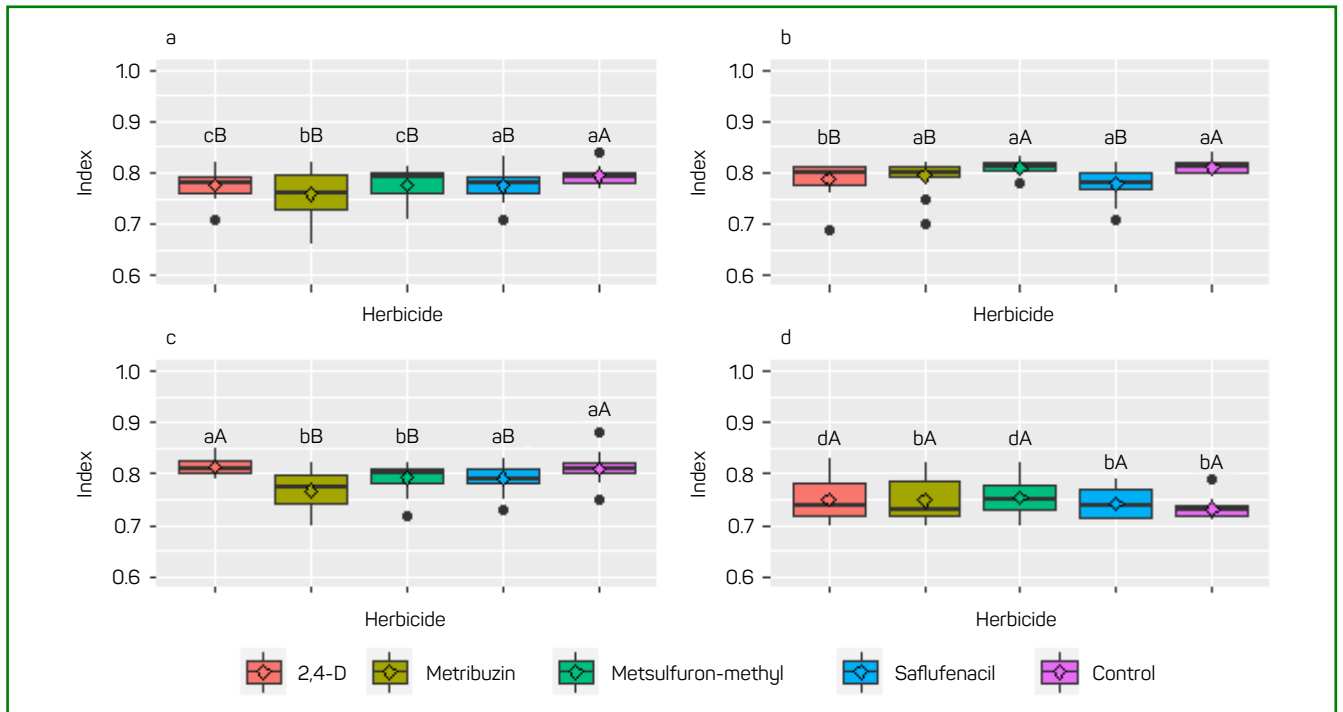 a
1.0
0.9
0.8
0.7
0.6
Index
cB bB cB aB aA
Herbicide
b
1.0
0.9
0.8
0.7
0.6
Index
bB aB aA aB aA
Herbicide
c
1.0
0.9
0.8
0.7
0.6
Index
aA bB bB aB aA
Herbicide
d
1.0
0.9
0.8
0.7
0.6
Index
dA bA dA bA bA
Herbicide
2,4-D Metribuzin Metsulfuron-methyl Saflufenacil Control